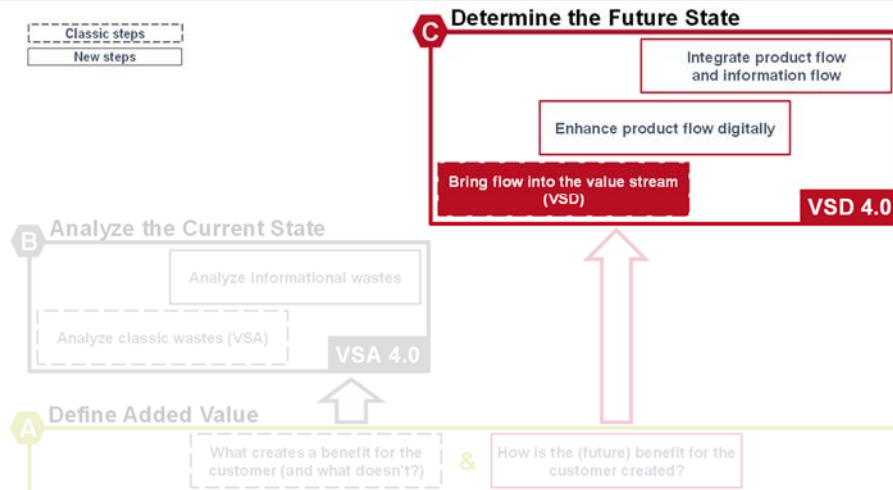 Classic steps
New steps
C
Determine the Future State
Integrate product flow
and information flow
Enhance product flow digitally
Bring flow into the value stream
(VSD)
VSD 4.0
B
Analyze the Current State
Analyze informational wastes
Analyze classic wastes (VSA)
VSA 4.0
A
Define Added Value
What creates a benefit for the
customer (and what doesn't?)
&
How is the (future) benefit for the
customer created?